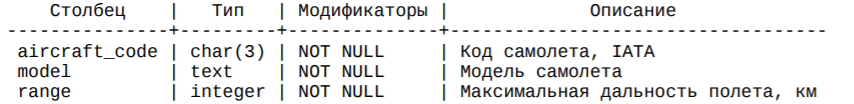 Столбец | Тип | Модификаторы | Описание
---------------+---------+--------------+------------------------------------
aircraft_code | char(3) | NOT NULL | Код самолета, IATA
model | text | NOT NULL | Модель самолета
range | integer | NOT NULL | Максимальная дальность полета, км